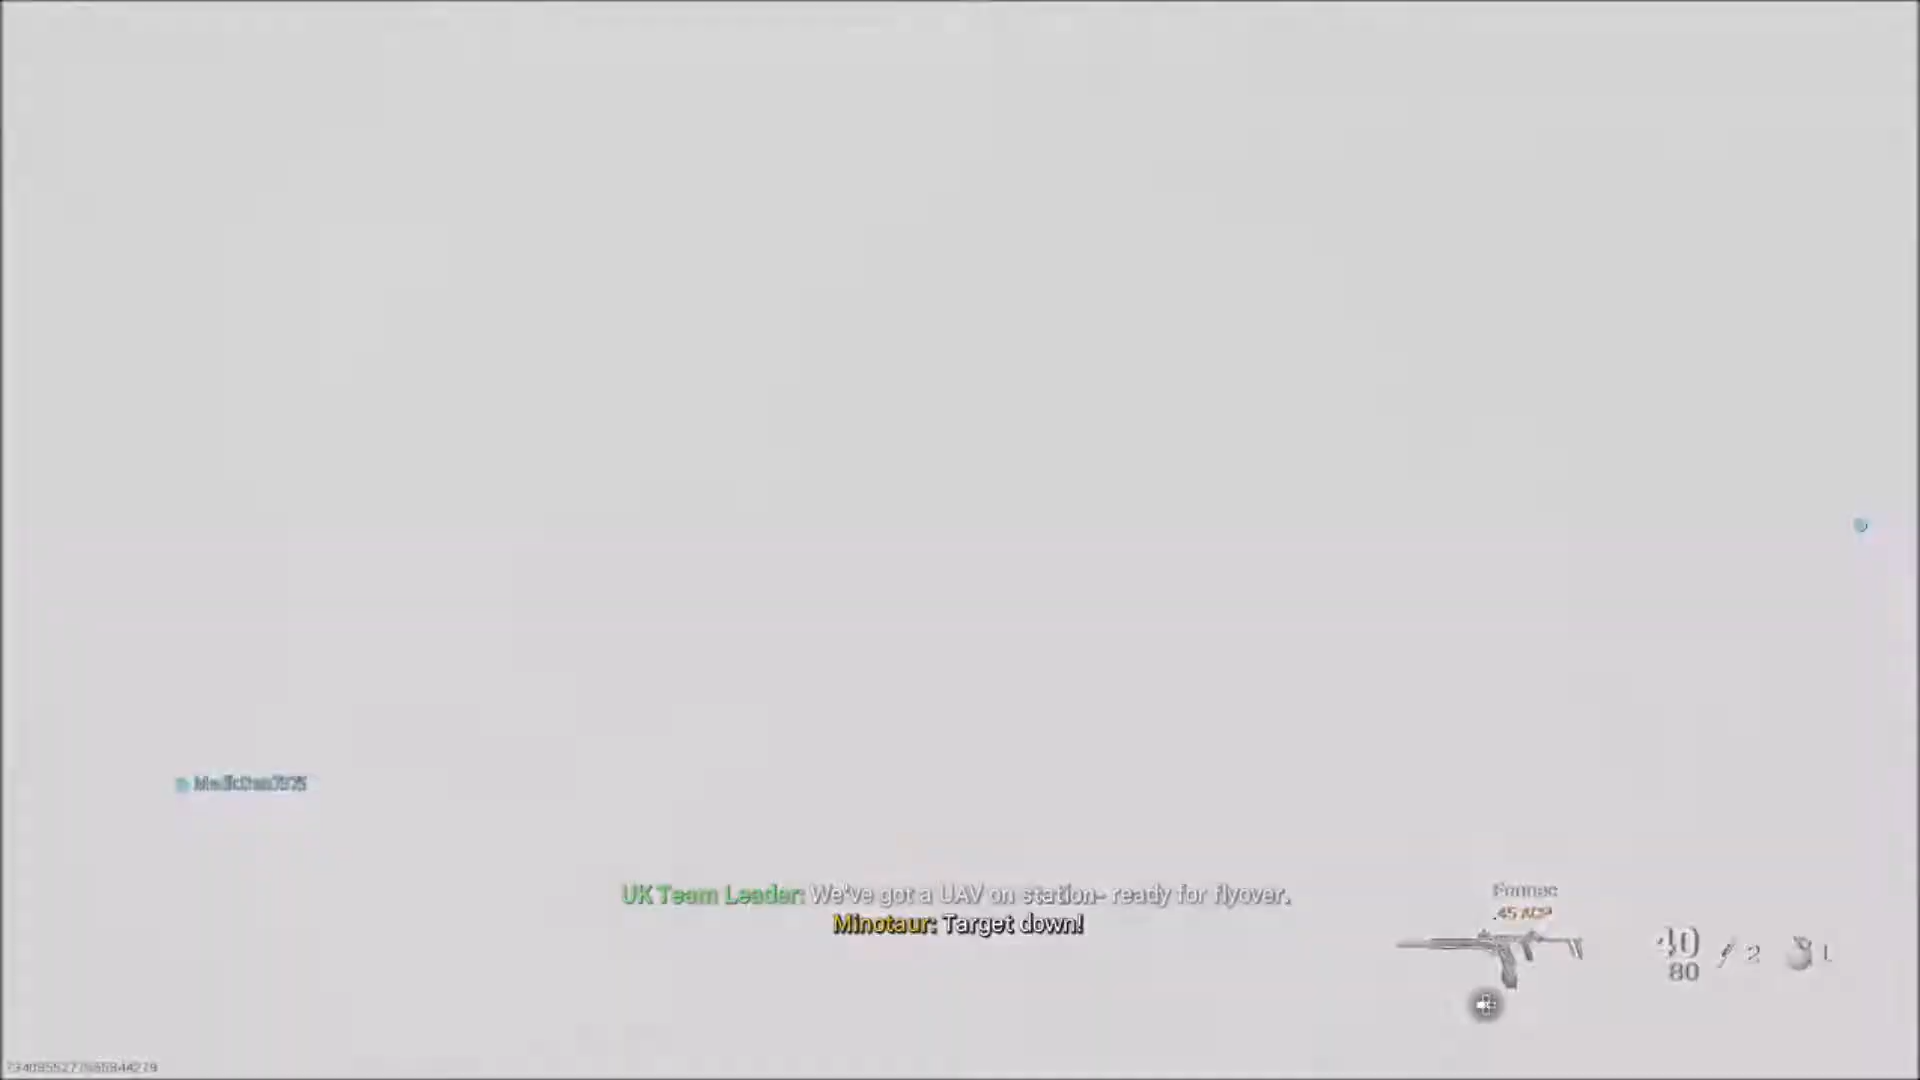 UK Team Leader: We've got a UAV on station- ready for flyover.
Minotaur: Target down!
Fennec
.45 ACP
40 / 2 1
80